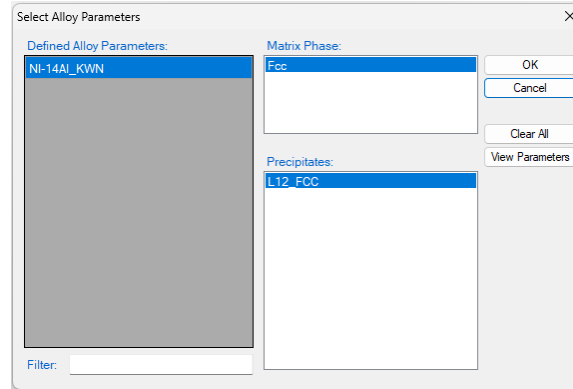 Select Alloy Parameters
Defined Alloy Parameters:
NI-14Al_KWN
Matrix Phase:
Fcc
OK
Cancel
Clear All
View Parameters
Precipitates:
L12_FCC
Filter: